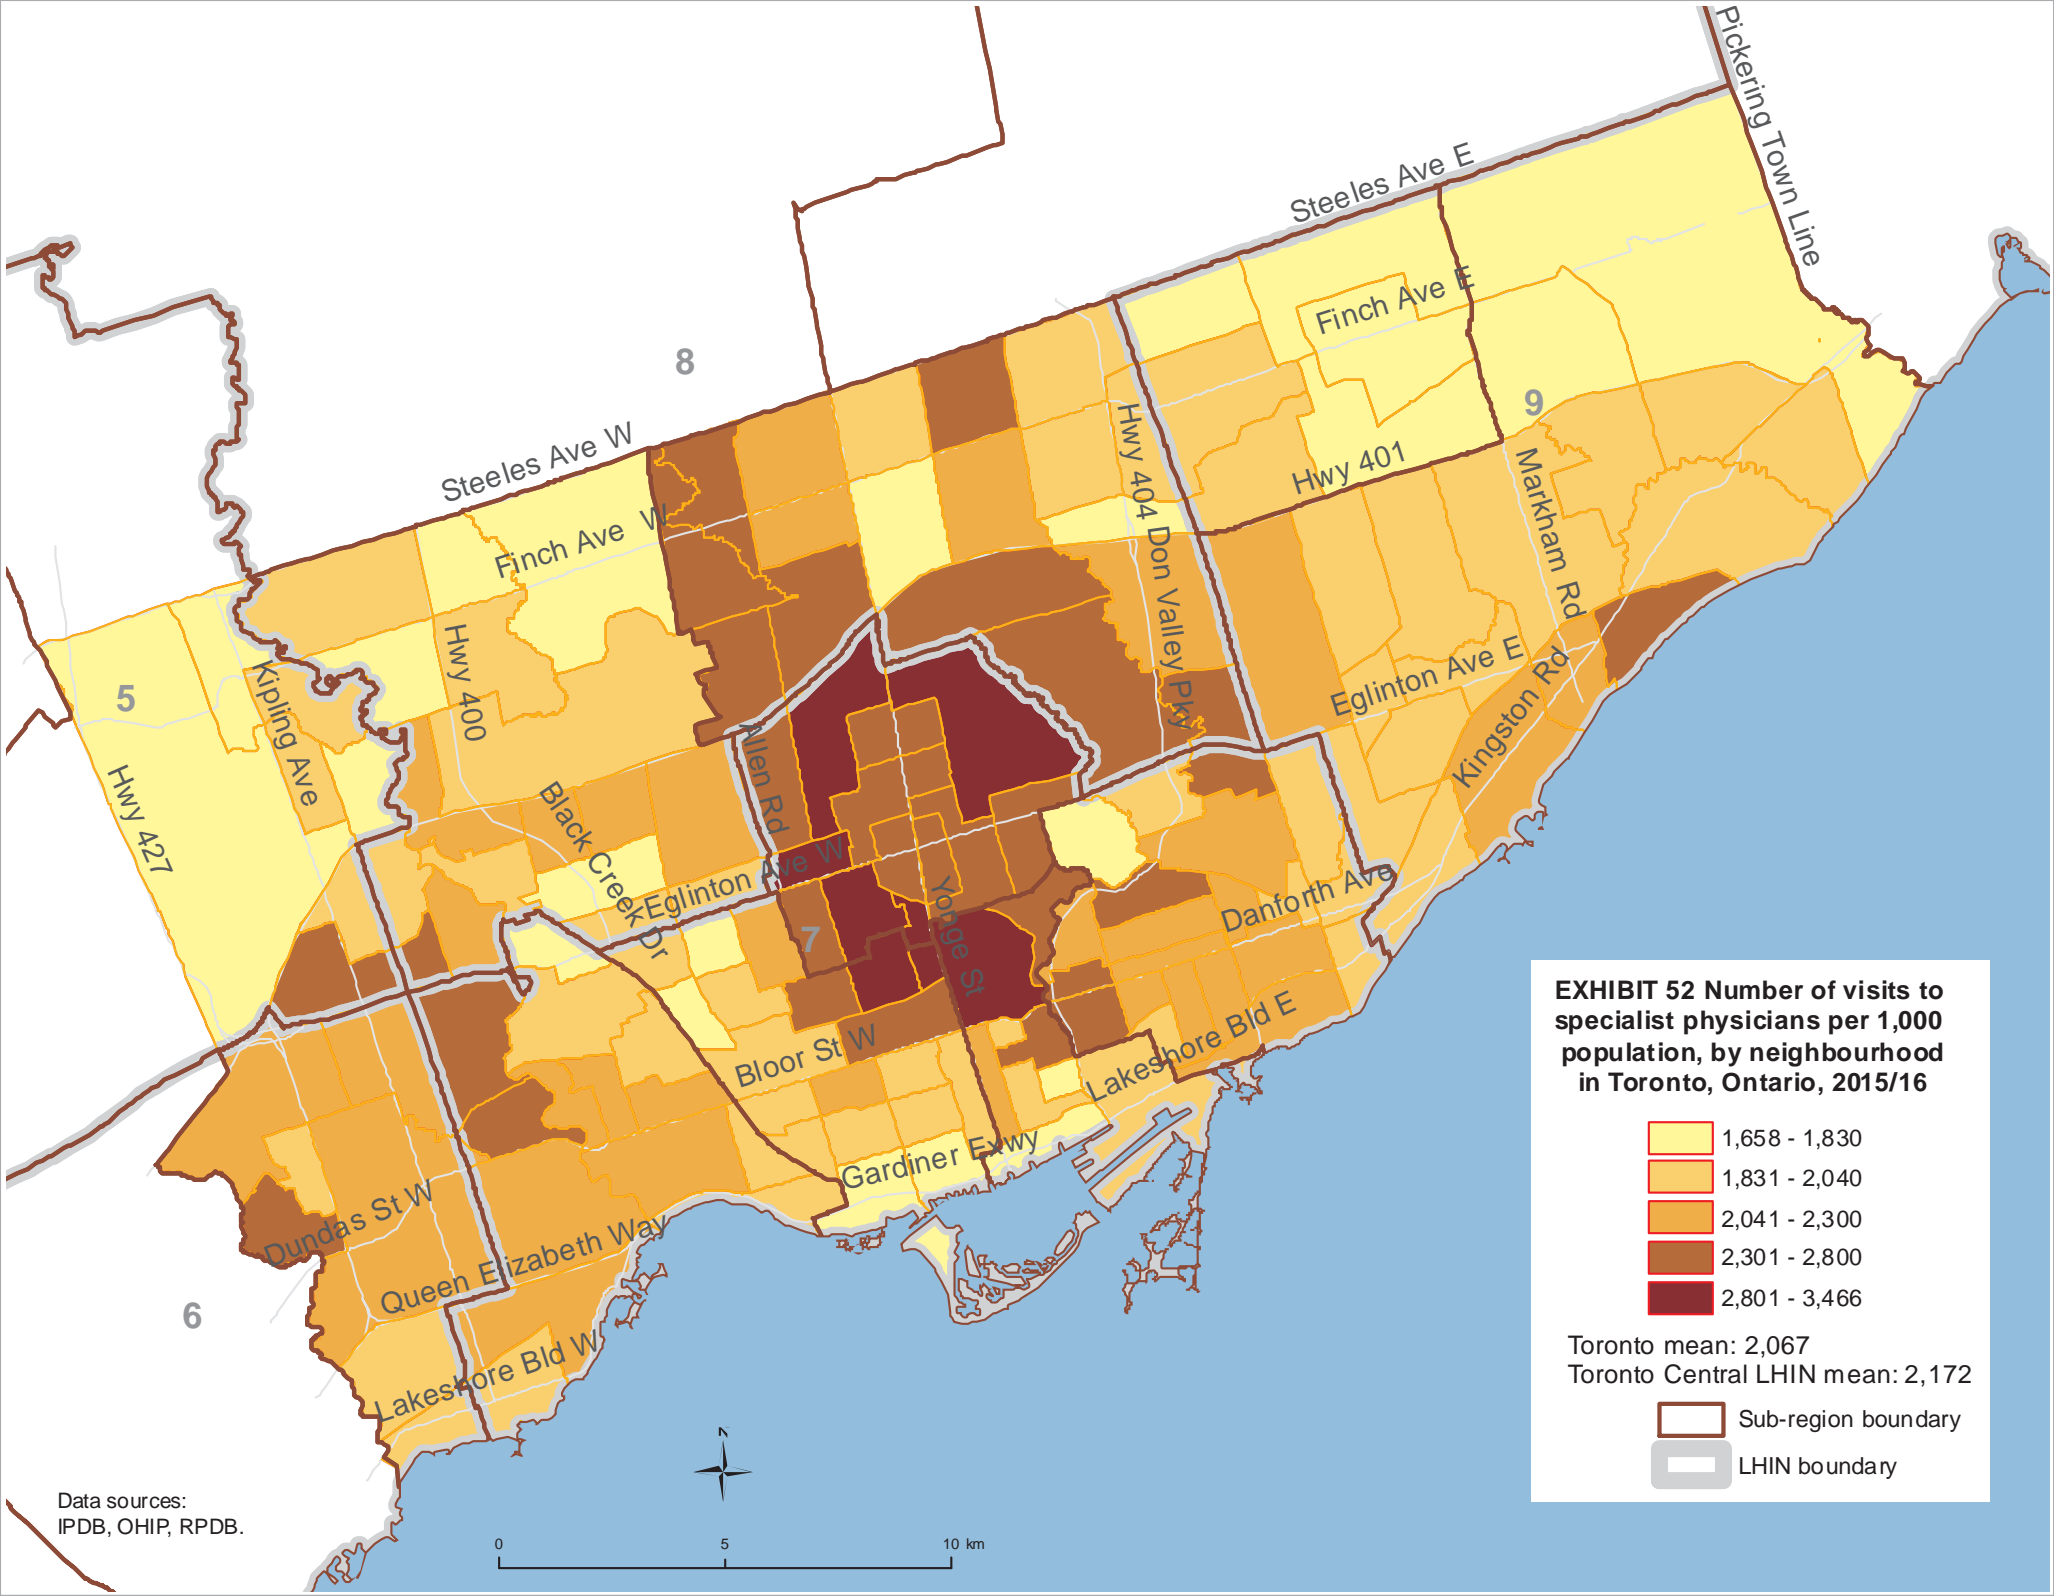 Pickering Town Line
Steeles Ave E
Finch Ave E
8
9
Steeles Ave W
Hwy 404
Hwy 401
Markham Rd
Finch Ave W
Don Valley Pky
5
Kipling Ave
Hwy 400
Eglinton Ave E
Kingston Rd
Hwy 427
Black Creek Dr
Allen Rd
Eglinton Ave W
Yonge St
Danforth Ave
7
Bloor St W
Lakeshore Bld E
Gardiner Exwy
Dundas St W
Queen Elizabeth Way
6
Lakeshore Bld W
EXHIBIT 52 Number of visits to
specialist physicians per 1,000
population, by neighbourhood
in Toronto, Ontario, 2015/16
1,658 - 1,830
1,831 - 2,040
2,041 - 2,300
2,301 - 2,800
2,801 - 3,466
Toronto mean: 2,067
Toronto Central LHIN mean: 2,172
Sub-region boundary
LHIN boundary
N
Data sources:
IPDB, OHIP, RPDB.
0 5 10 km